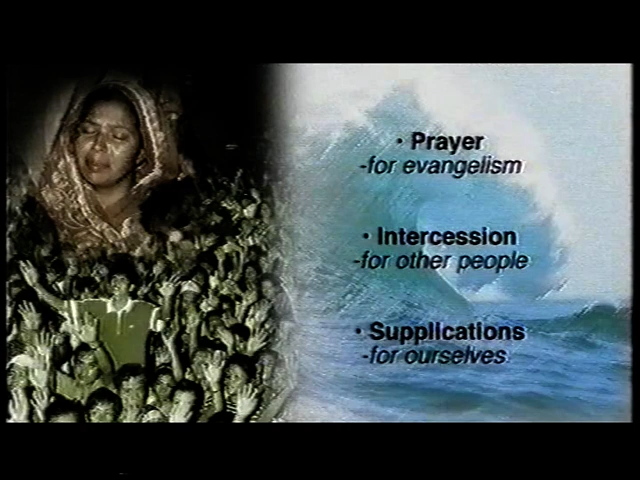 • Prayer
-for evangelism
• Intercession
-for other people
• Supplications
-for ourselves